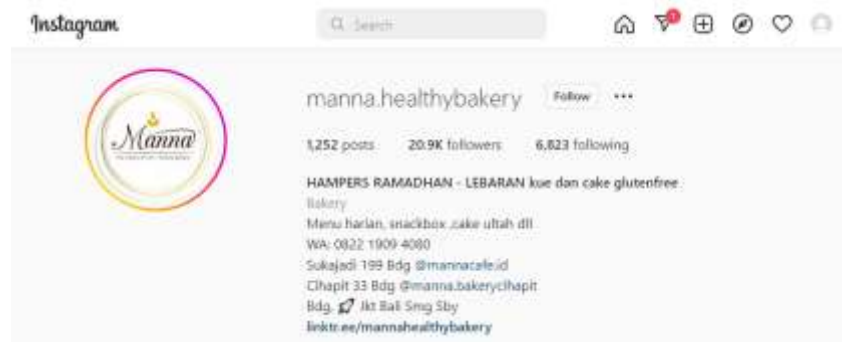 Instagram
Search
1
manna.healthybakery Follow
1,252 posts 20.9K followers 6,823 following
Manna
HAMPERS RAMADHAN - LEBARAN kue dan cake glutenfree
Bakery
Menu harian, snackbox ,cake ultah dll
WA: 0822 1909 4080
Sukajadi 199 Bdg @mannacafe.id
Cihapit 33 Bdg @manna.bakerycihapit
Bdg. 🚀 Jkt Bali Smg Sby
linktr.ee/mannahealthybakery